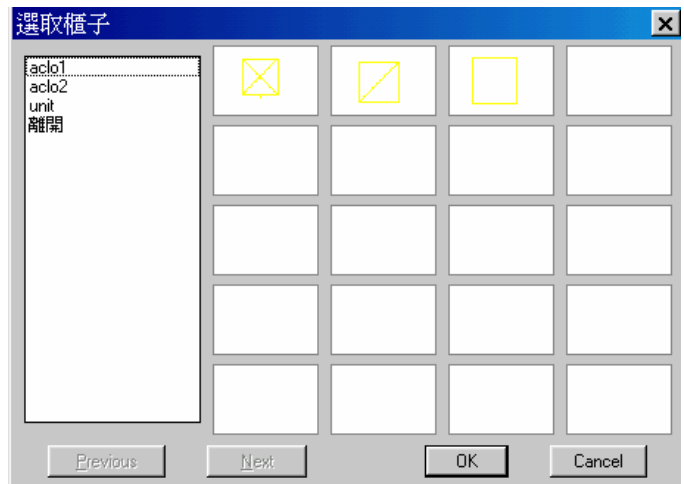 選取櫃子
aclo1
aclo2
unit
離開
Previous
Next
OK
Cancel